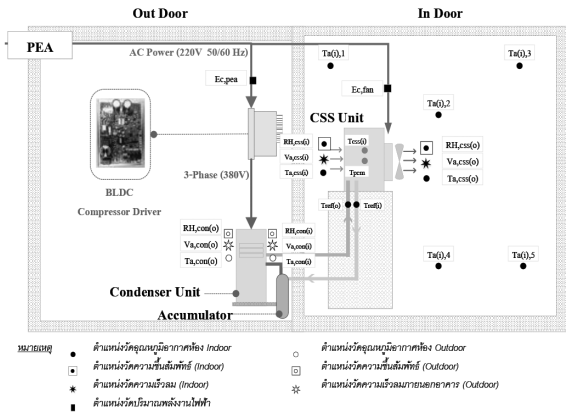 Out Door
In Door
PEA
AC Power (220V 50/60 Hz)
Ta(i),1
Ta(i),3
Ec,pea
Ec,fan
Ta(i),2
CSS Unit
RH,css(i)
Va,css(i)
Ta,css(i)
Tcss(i)
Tpcm
RH,css(o)
Va,css(o)
Ta,css(o)
3-Phase (380V)
BLDC
Compressor Driver
Tref(o)
Tref(i)
RH,con(o)
Va,con(o)
Ta,con(o)
RH,con(i)
Va,con(i)
Ta,con(i)
Ta(i),4
Ta(i),5
Condenser Unit
Accumulator
หมายเหตุ
ตำแหน่งวัดอุณหภูมิอากาศห้อง Indoor
ตำแหน่งวัดอุณหภูมิอากาศห้อง Outdoor
ตำแหน่งวัดความชื้นสัมพัทธ์ (Indoor)
ตำแหน่งวัดความชื้นสัมพัทธ์ (Outdoor)
ตำแหน่งวัดความเร็วลม (Indoor)
ตำแหน่งวัดความเร็วลมภายนอกอาคาร (Outdoor)
ตำแหน่งวัดปริมาณพลังงานไฟฟ้า